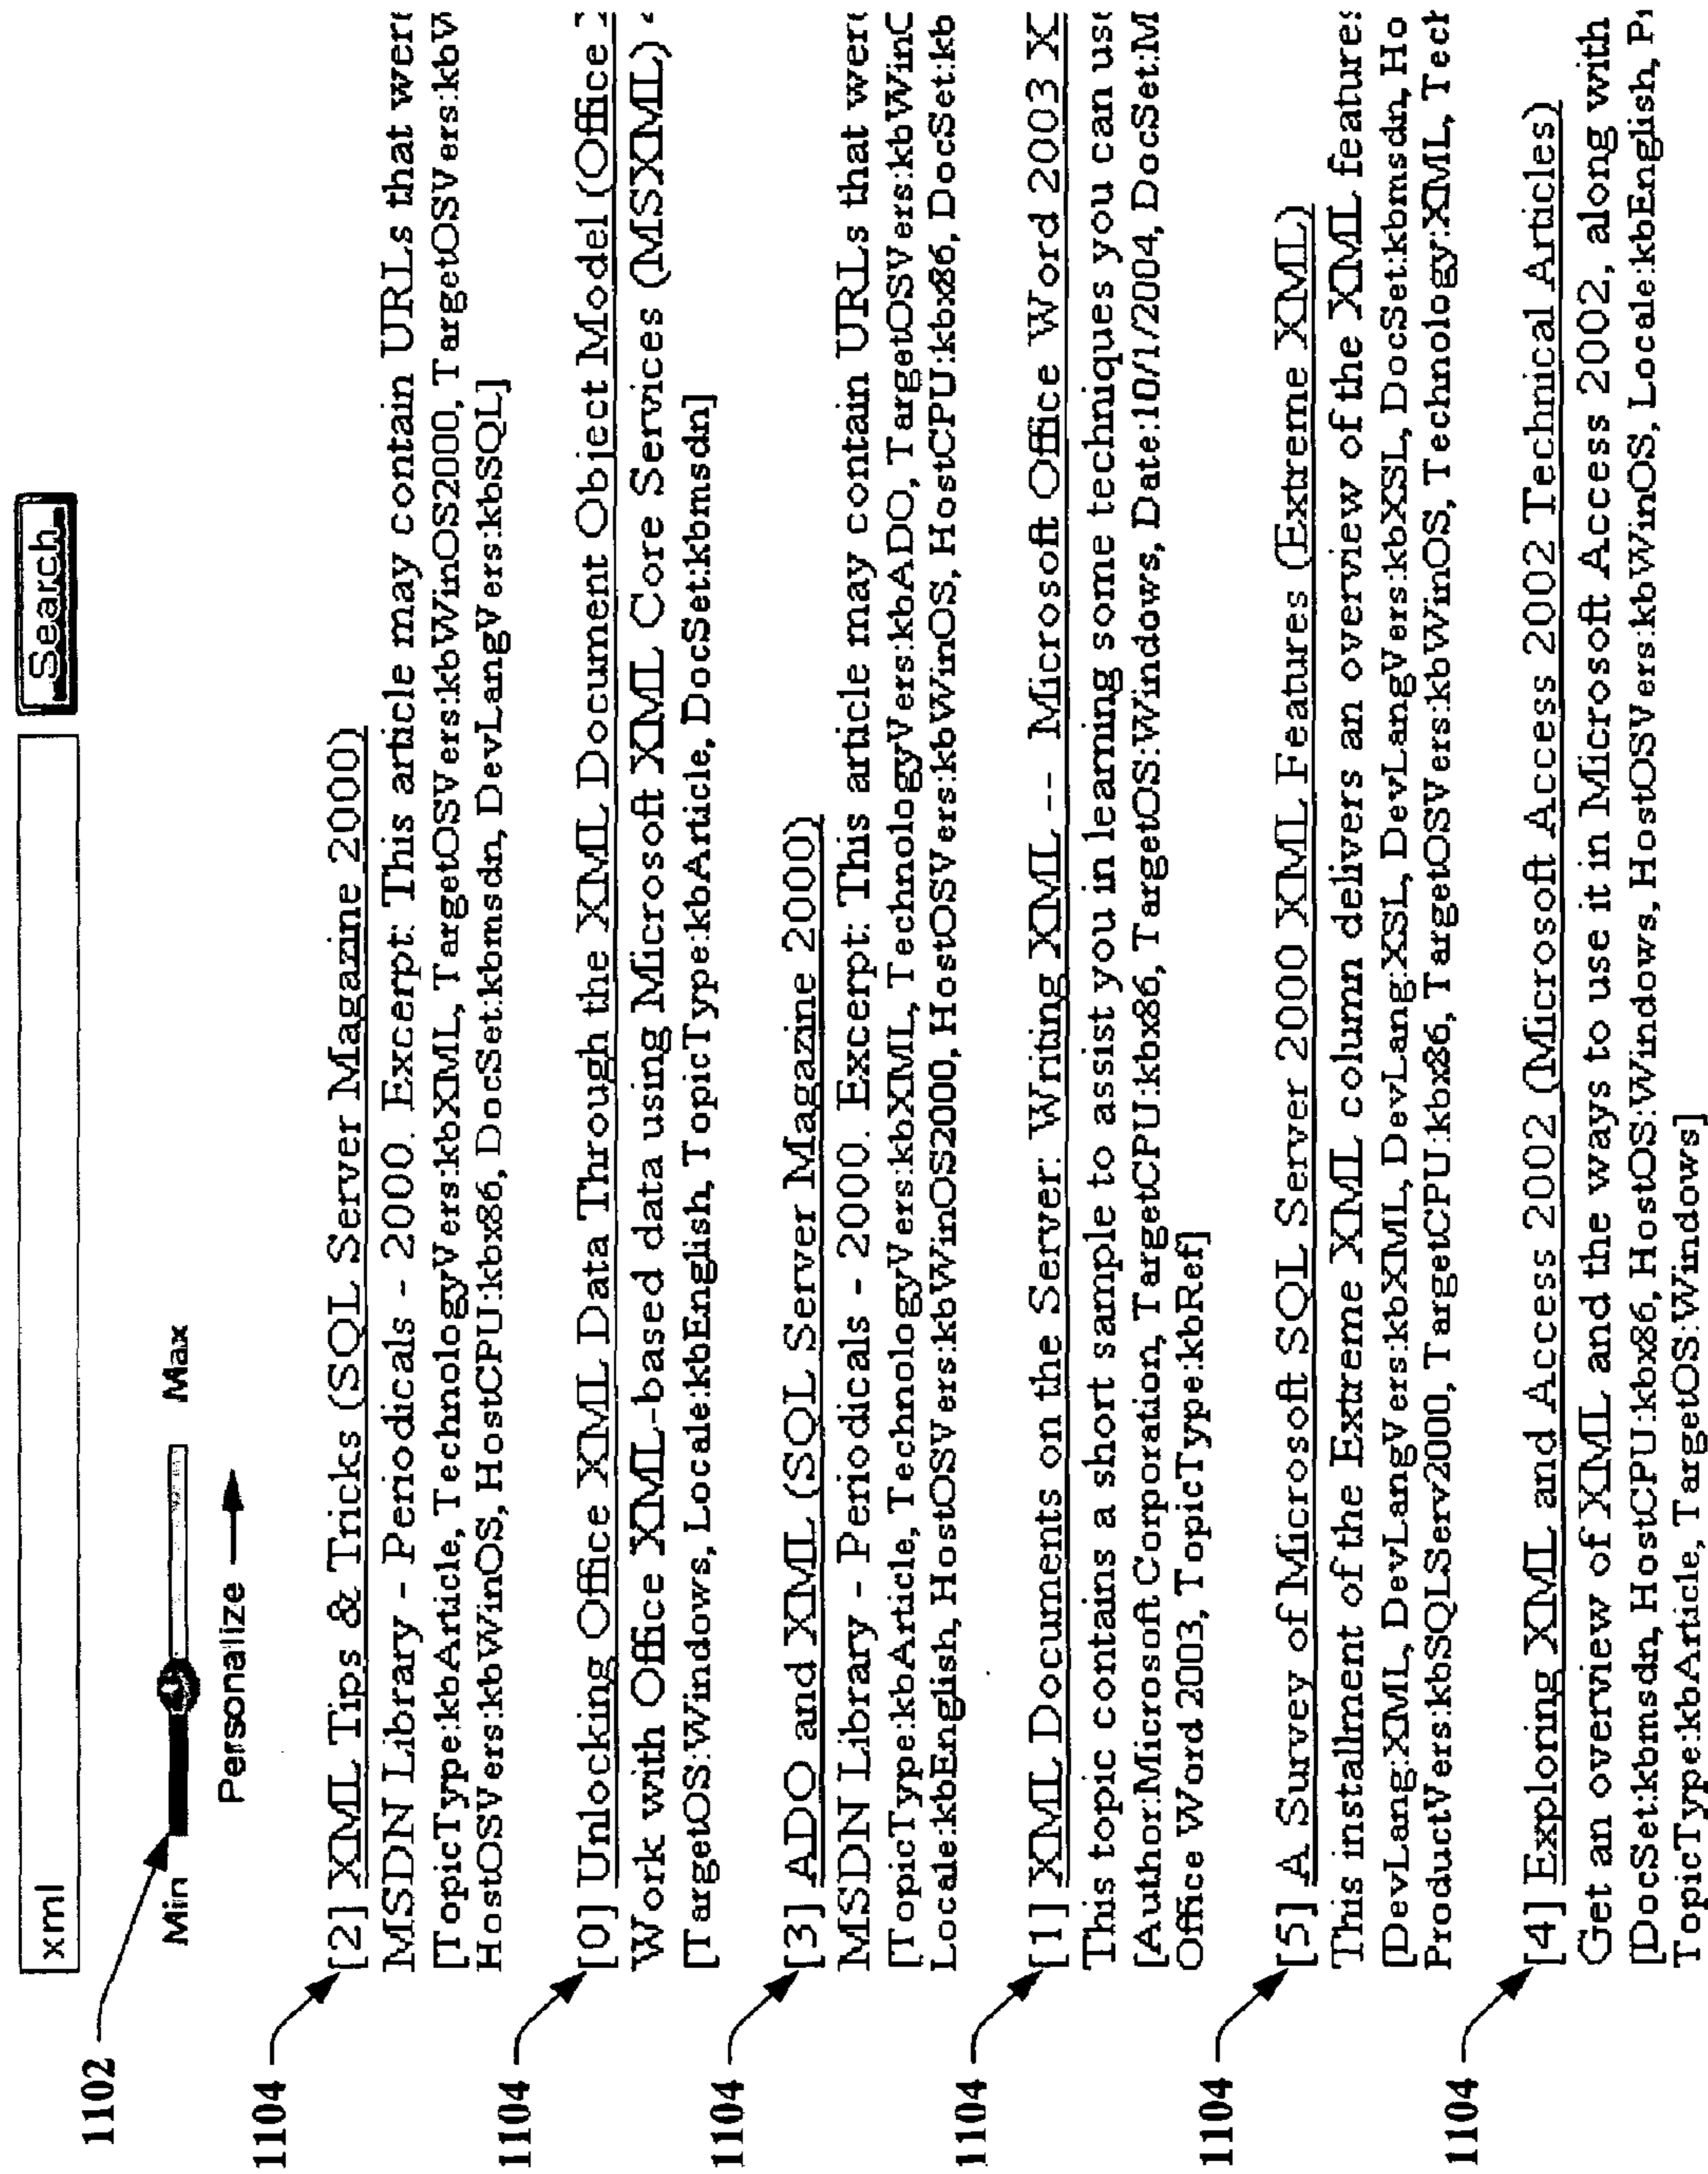 xml
Search
1102
Min
Max
Personalize
1104
[2] XML Tips & Tricks (SQL Server Magazine 2000)
MSDN Library - Periodicals - 2000. Excerpt: This article may contain URLs that were
[TopicType:kbArticle, TechnologyVers:kbXML, TargetOSVers:kbWinOS2000, TargetOSVers:kbW
HostOSVers:kbWinOS, HostCPU:kbx86, DocSet:kbmsdn, DevLangVers:kbSQL]
1104
[0] Unlocking Office XML Data Through the XML Document Object Model (Office
Work with Office XML-based data using Microsoft XML Core Services (MSXML)
[TargetOS:Windows, Locale:kbEnglish, TopicType:kbArticle, DocSet:kbmsdn]
1104
[3] ADO and XML (SQL Server Magazine 2000)
MSDN Library - Periodicals - 2000. Excerpt: This article may contain URLs that were
[TopicType:kbArticle, TechnologyVers:kbXML, TechnologyVers:kbADO, TargetOSVers:kbWinO
Locale:kbEnglish, HostOSVers:kbWinOS2000, HostOSVers:kbWinOS, HostCPU:kbx86, DocSet:kb
1104
[1] XML Documents on the Server: Writing XML -- Microsoft Office Word 2003 X
This topic contains a short sample to assist you in learning some techniques you can use
[Author:Microsoft Corporation, TargetCPU:kbx86, TargetOS:Windows, Date:10/1/2004, DocSet:M
Office Word 2003, TopicType:kbRef]
1104
[5] A Survey of Microsoft SQL Server 2000 XML Features (Extreme XML)
This installment of the Extreme XML column delivers an overview of the XML features
[DevLang:XML, DevLangVers:kbXML, DevLang:XSL, DevLangVers:kbXSL, DocSet:kbmsdn, Ho
ProductVers:kbSQLServ2000, TargetCPU:kbx86, TargetOSVers:kbWinOS, Technology:XML, Tech
1104
[4] Exploring XML and Access 2002 (Microsoft Access 2002 Technical Articles)
Get an overview of XML and the ways to use it in Microsoft Access 2002, along with
[DocSet:kbmsdn, HostCPU:kbx86, HostOS:Windows, HostOSVers:kbWinOS, Locale:kbEnglish, Pr
TopicType:kbArticle, TargetOS:Windows]